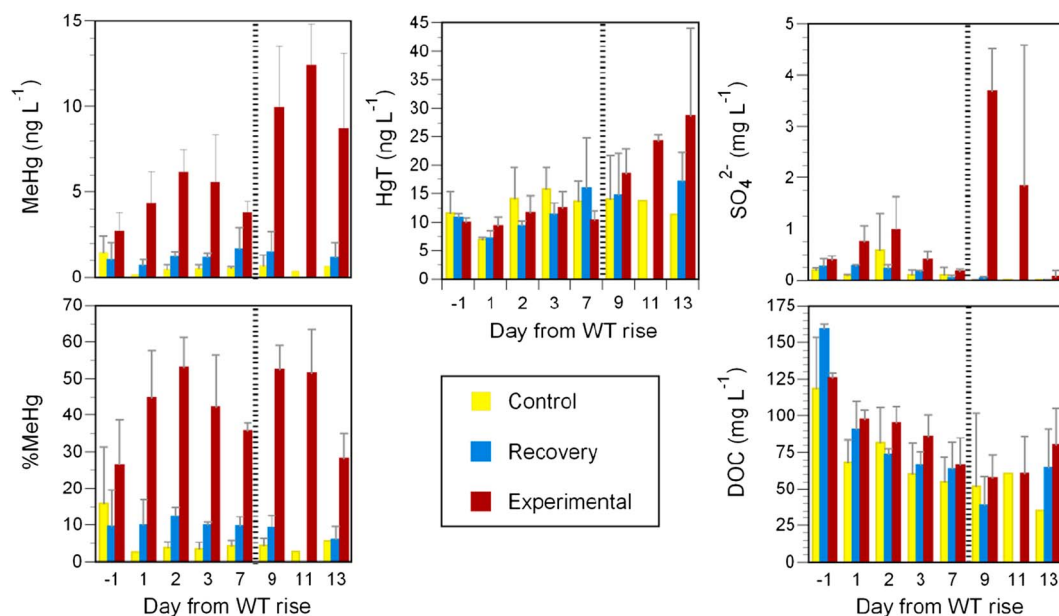 MeHg (ng L⁻¹)
15
10
5
0
HgT (ng L⁻¹)
45
40
35
30
25
20
15
10
5
0
-1 1 2 3 7 9 11 13
Day from WT rise
SO₄²⁻ (mg L⁻¹)
5
4
3
2
1
0
%MeHg
70
60
50
40
30
20
10
0
-1 1 2 3 7 9 11 13
Day from WT rise
Control
Recovery
Experimental
DOC (mg L⁻¹)
175
150
125
100
75
50
25
0
-1 1 2 3 7 9 11 13
Day from WT rise